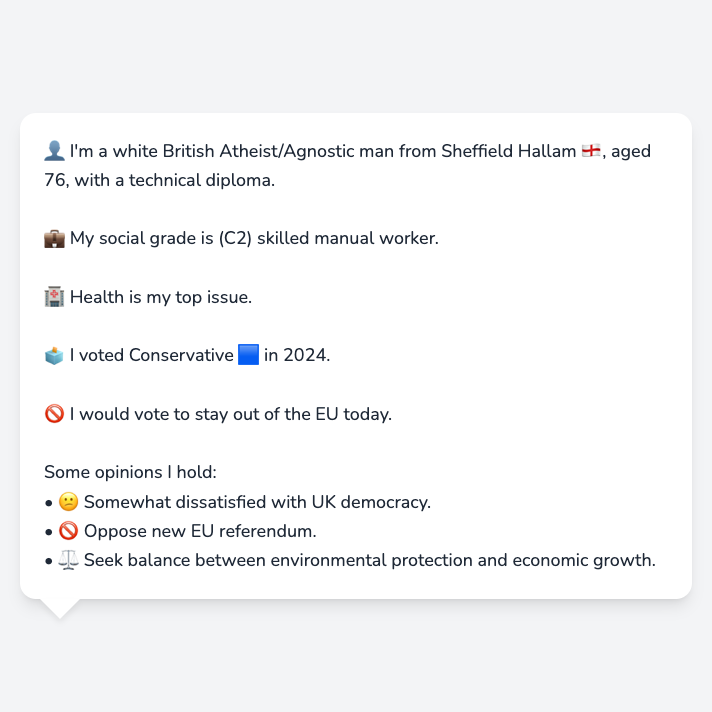 👤 I'm a white British Atheist/Agnostic man from Sheffield Hallam 🏴󠁧󠁢󠁥󠁮󠁧󠁿, aged
76, with a technical diploma.
💼 My social grade is (C2) skilled manual worker.
🏥 Health is my top issue.
🗳️ I voted Conservative 🟦 in 2024.
🚫 I would vote to stay out of the EU today.
Some opinions I hold:
• 😕 Somewhat dissatisfied with UK democracy.
• 🚫 Oppose new EU referendum.
• ⚖️ Seek balance between environmental protection and economic growth.